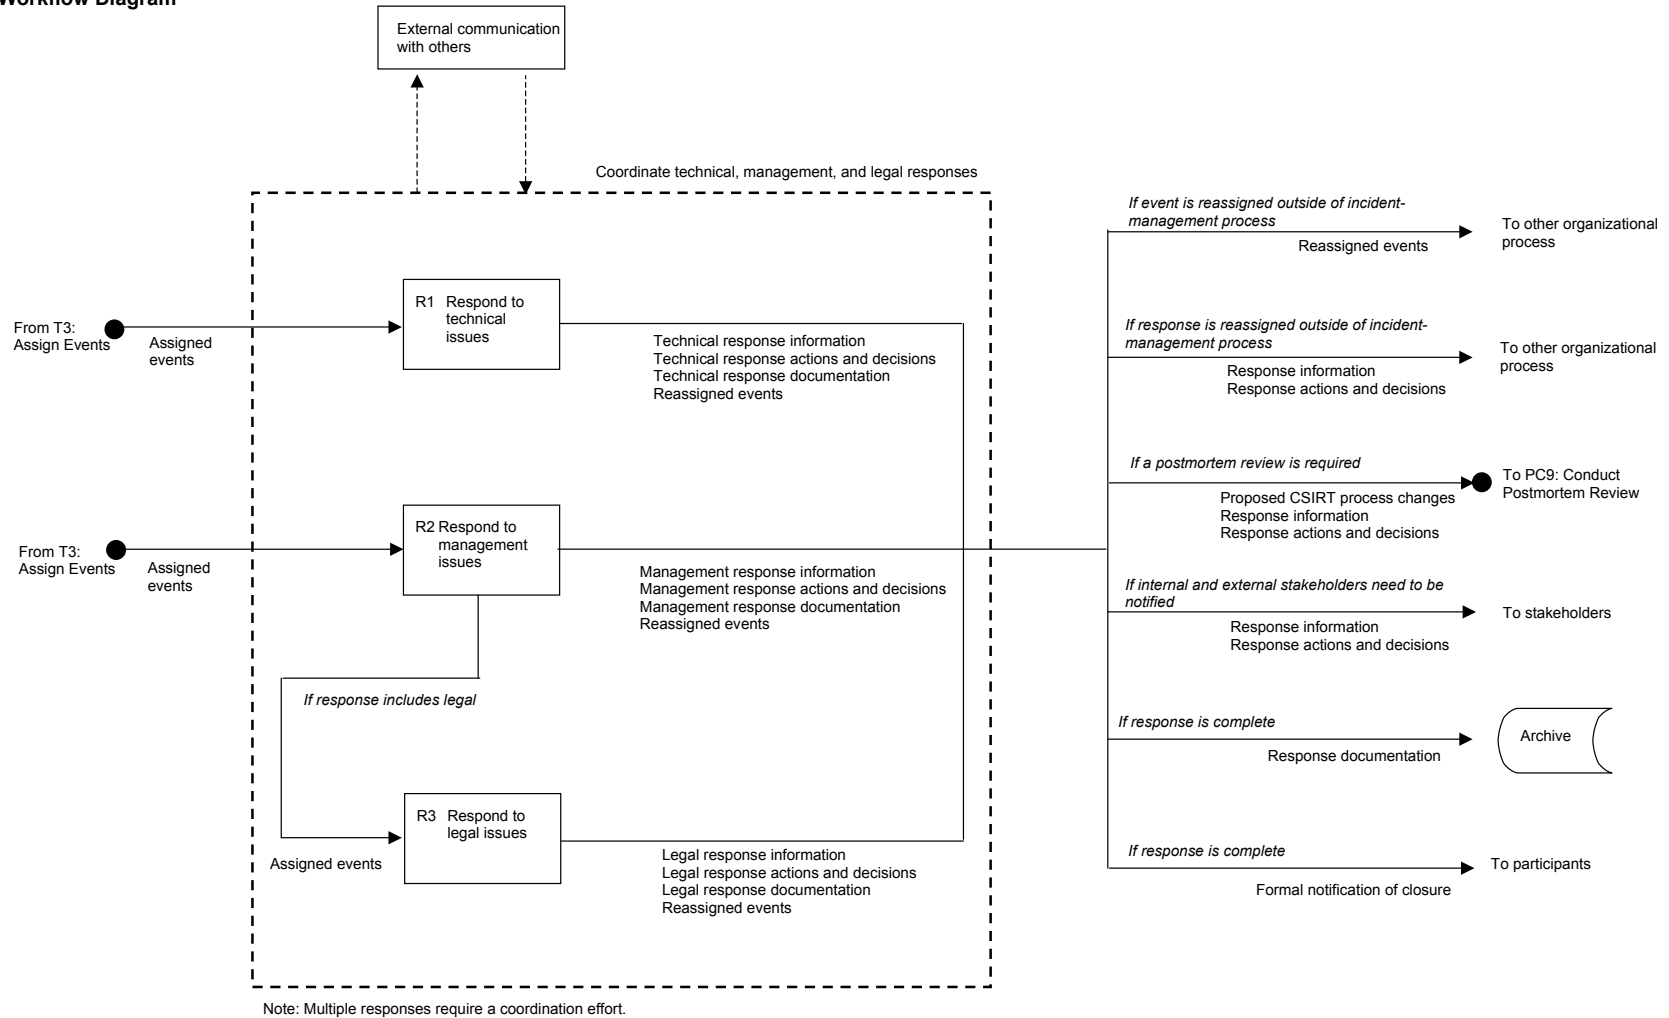 Workflow Diagram
External communication
with others
Coordinate technical, management, and legal responses
From T3:
Assign Events
Assigned
events
R1 Respond to
technical
issues
Technical response information
Technical response actions and decisions
Technical response documentation
Reassigned events
From T3:
Assign Events
Assigned
events
R2 Respond to
management
issues
Management response information
Management response actions and decisions
Management response documentation
Reassigned events
If response includes legal
Assigned events
R3 Respond to
legal issues
Legal response information
Legal response actions and decisions
Legal response documentation
Reassigned events
Note: Multiple responses require a coordination effort.
If event is reassigned outside of incident-
management process
Reassigned events
To other organizational
process
If response is reassigned outside of incident-
management process
Response information
Response actions and decisions
To other organizational
process
If a postmortem review is required
Proposed CSIRT process changes
Response information
Response actions and decisions
To PC9: Conduct
Postmortem Review
If internal and external stakeholders need to be
notified
Response information
Response actions and decisions
To stakeholders
If response is complete
Response documentation
Archive
If response is complete
Formal notification of closure
To participants